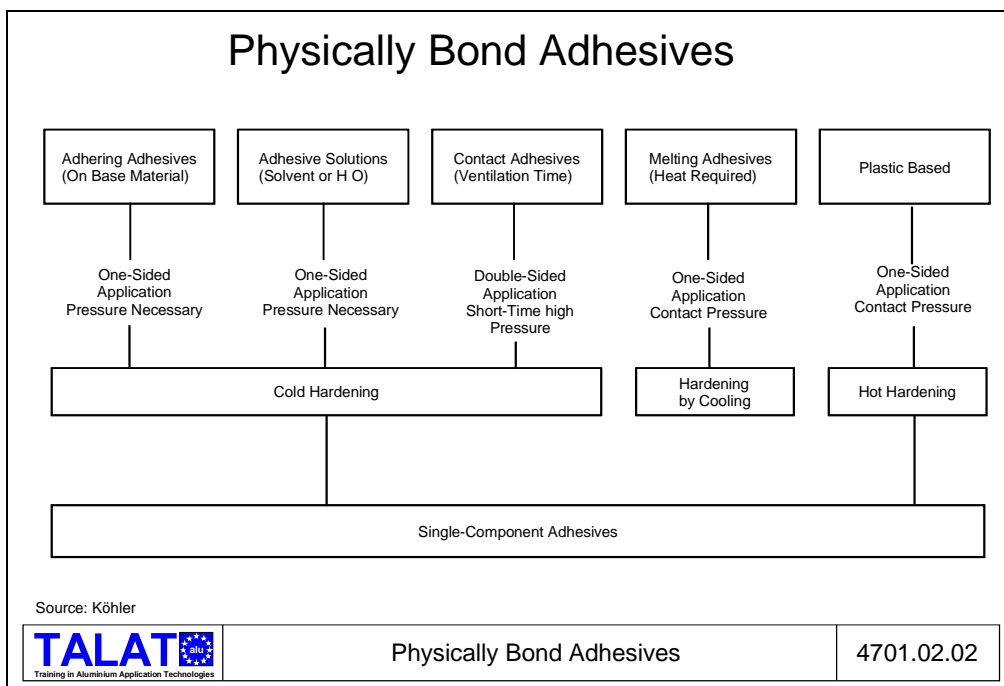 Physically Bond Adhesives
Adhering Adhesives
(On Base Material)
Adhesive Solutions
(Solvent or H O)
Contact Adhesives
(Ventilation Time)
Melting Adhesives
(Heat Required)
Plastic Based
One-Sided
Application
Pressure Necessary
One-Sided
Application
Pressure Necessary
Double-Sided
Application
Short-Time high
Pressure
One-Sided
Application
Contact Pressure
One-Sided
Application
Contact Pressure
Cold Hardening
Hardening
by Cooling
Hot Hardening
Single-Component Adhesives
Source: Köhler
TALAT
alu
Training in Aluminium Application Technologies
Physically Bond Adhesives
4701.02.02